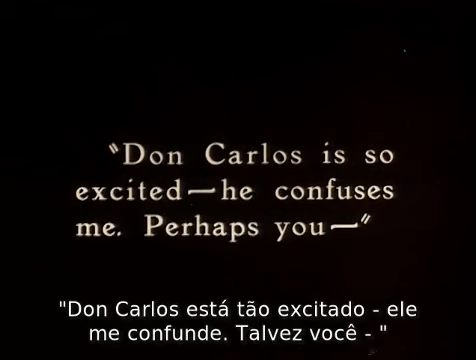 "Don Carlos is so
excited—he confuses
me. Perhaps you—"
"Don Carlos está tão excitado - ele
me confunde. Talvez você - "